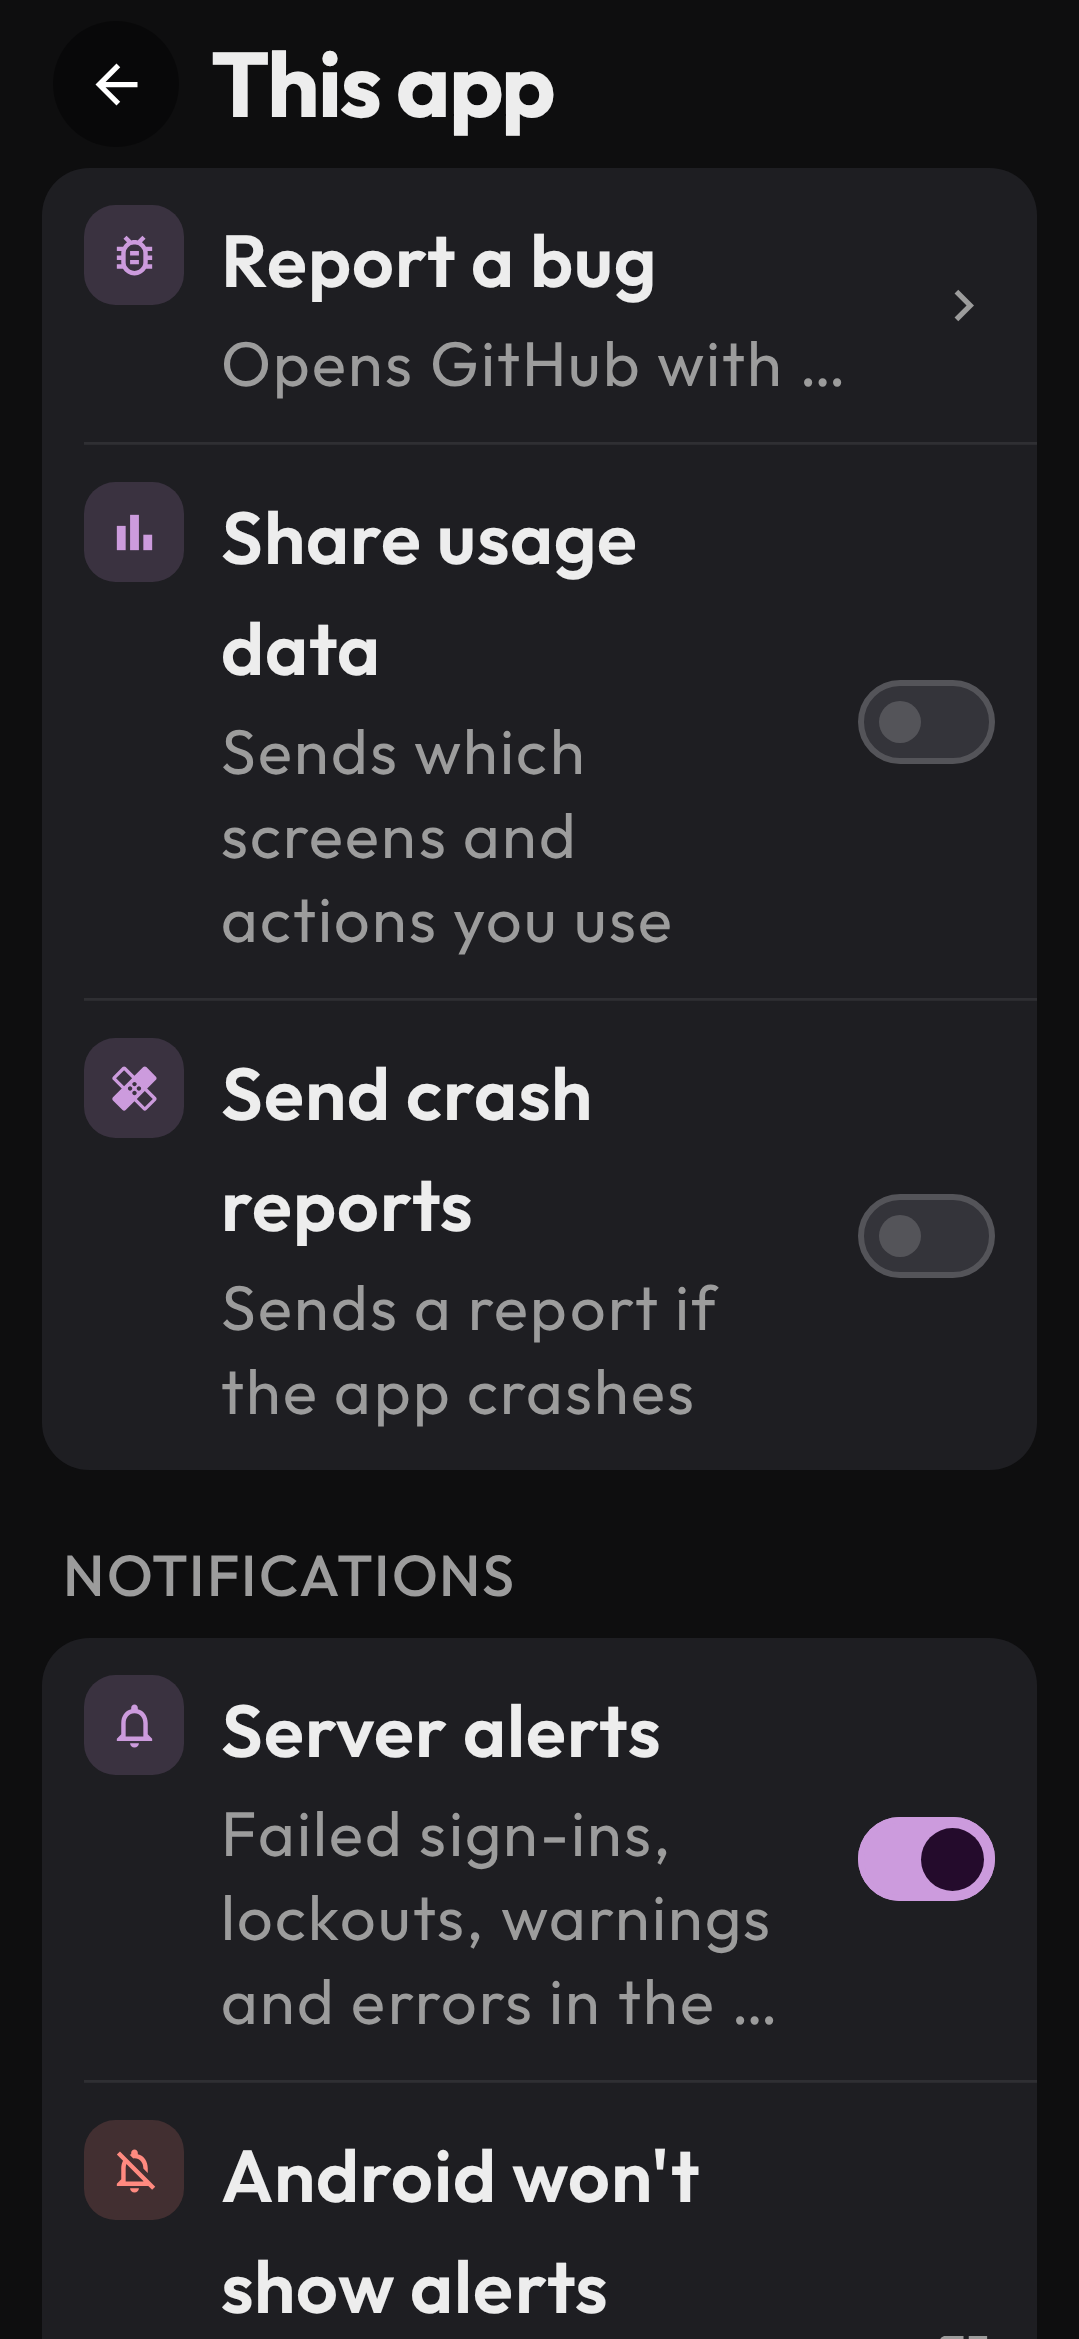 This app
Report a bug
Opens GitHub with ...
Share usage
data
Sends which
screens and
actions you use
Send crash
reports
Sends a report if
the app crashes
NOTIFICATIONS
Server alerts
Failed sign-ins,
lockouts, warnings
and errors in the ...
Android won't
show alerts